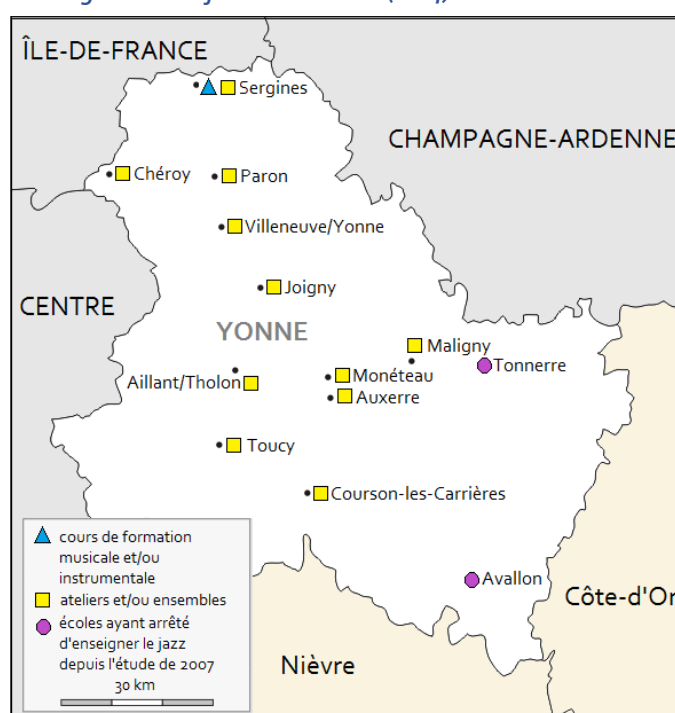 ÎLE-DE-FRANCE
Sergines
CHAMPAGNE-ARDENNE
Chéroy
Paron
Villeneuve/Yonne
Joigny
CENTRE
YONNE
Maligny
Tonnerre
Aillant/Tholon
Monéteau
Auxerre
Toucy
Courson-les-Carrières
Avallon
Côte-d'Or
Nièvre
cours de formation
musicale et/ou
instrumentale
ateliers et/ou ensembles
écoles ayant arrêté
d'enseigner le jazz
depuis l'étude de 2007
30 km